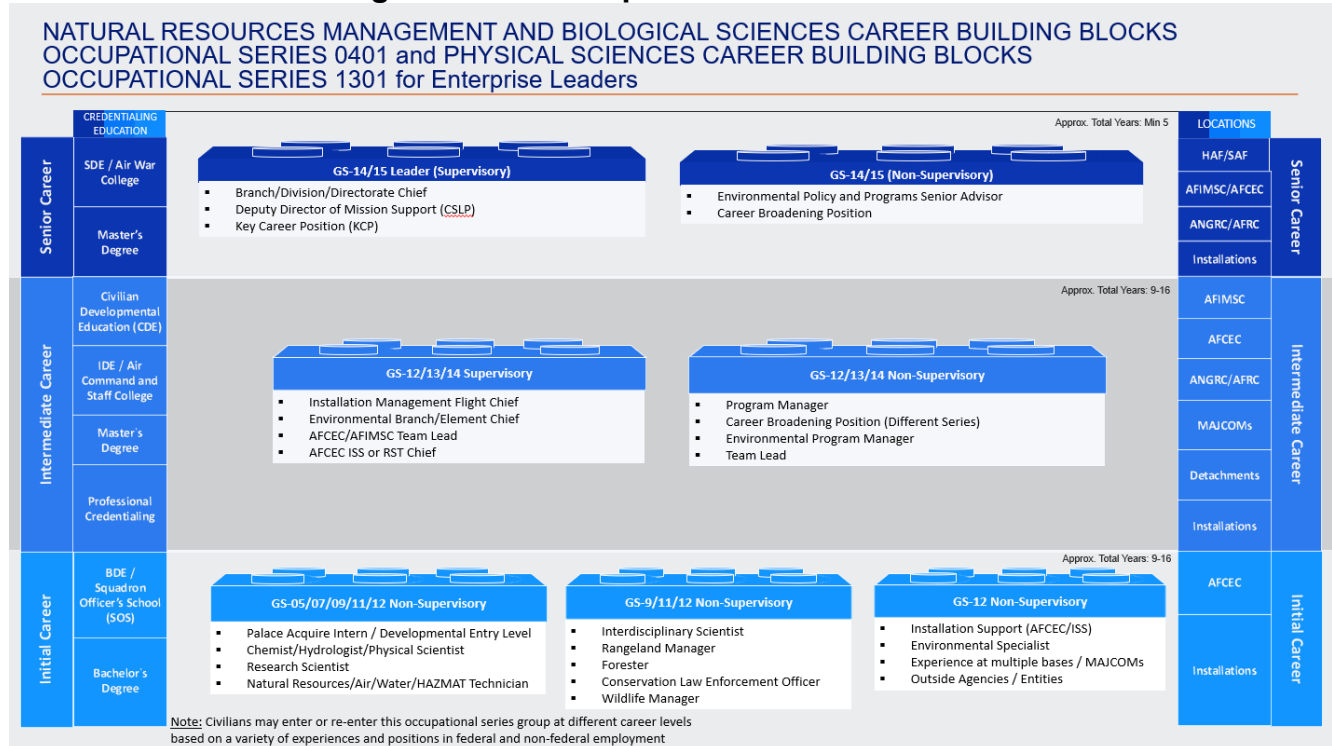 NATURAL RESOURCES MANAGEMENT AND BIOLOGICAL SCIENCES CAREER BUILDING BLOCKS
OCCUPATIONAL SERIES 0401 and PHYSICAL SCIENCES CAREER BUILDING BLOCKS
OCCUPATIONAL SERIES 1301 for Enterprise Leaders
CREDENTIALING
EDUCATION
Approx. Total Years: Min 5
LOCATIONS
Senior Career
SDE / Air War
College
Master's
Degree
GS-14/15 Leader (Supervisory)
▪ Branch/Division/Directorate Chief
▪ Deputy Director of Mission Support (CSLP)
▪ Key Career Position (KCP)
GS-14/15 (Non-Supervisory)
▪ Environmental Policy and Programs Senior Advisor
▪ Career Broadening Position
HAF/SAF
AFIMSC/AFCEC
ANGRC/AFRC
Installations
Senior Career
Approx. Total Years: 9-16
Intermediate Career
Civilian
Developmental
Education (CDE)
IDE / Air
Command and
Staff College
Master`s
Degree
Professional
Credentialing
GS-12/13/14 Supervisory
▪ Installation Management Flight Chief
▪ Environmental Branch/Element Chief
▪ AFCEC/AFIMSC Team Lead
▪ AFCEC ISS or RST Chief
GS-12/13/14 Non-Supervisory
▪ Program Manager
▪ Career Broadening Position (Different Series)
▪ Environmental Program Manager
▪ Team Lead
AFIMSC
AFCEC
ANGRC/AFRC
MAJCOMs
Detachments
Installations
Intermediate Career
Approx. Total Years: 9-16
Initial Career
BDE /
Squadron
Officer's School
(SOS)
Bachelor`s
Degree
GS-05/07/09/11/12 Non-Supervisory
▪ Palace Acquire Intern / Developmental Entry Level
▪ Chemist/Hydrologist/Physical Scientist
▪ Research Scientist
▪ Natural Resources/Air/Water/HAZMAT Technician
GS-9/11/12 Non-Supervisory
▪ Interdisciplinary Scientist
▪ Rangeland Manager
▪ Forester
▪ Conservation Law Enforcement Officer
▪ Wildlife Manager
GS-12 Non-Supervisory
▪ Installation Support (AFCEC/ISS)
▪ Environmental Specialist
▪ Experience at multiple bases / MAJCOMs
▪ Outside Agencies / Entities
AFCEC
Installations
Initial Career
Note: Civilians may enter or re-enter this occupational series group at different career levels
based on a variety of experiences and positions in federal and non-federal employment